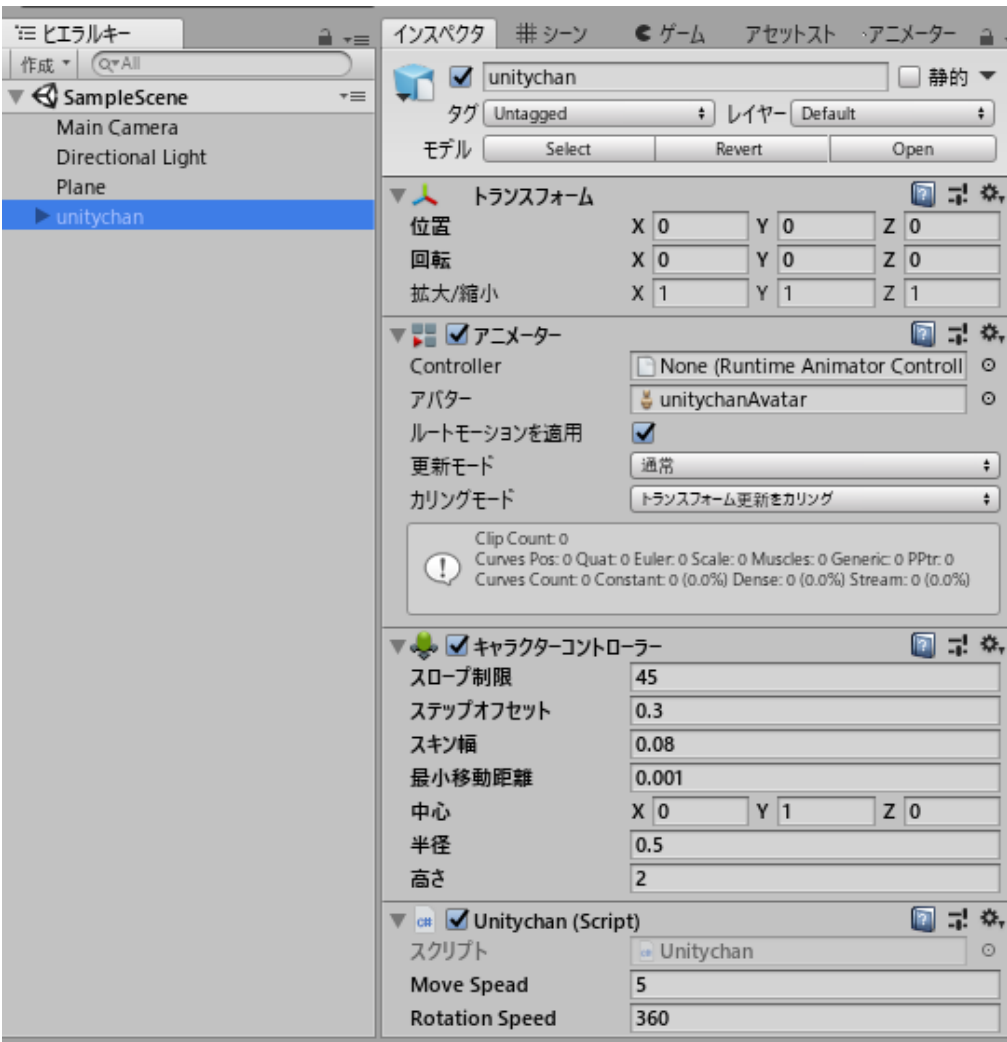 ヒエラルキー
作成
All
SampleScene
Main Camera
Directional Light
Plane
unitychan
インスペクタ シーン ゲーム アセットスト アニメーター
unitychan 静的
タグ Untagged レイヤー Default
モデル Select Revert Open
トランスフォーム
位置 X 0 Y 0 Z 0
回転 X 0 Y 0 Z 0
拡大/縮小 X 1 Y 1 Z 1
アニメーター
Controller None (Runtime Animator Controll
アバター unitychanAvatar
ルートモーションを適用
更新モード 通常
カリングモード トランスフォーム更新をカリング
Clip Count: 0
Curves Pos: 0 Quat: 0 Euler: 0 Scale: 0 Muscles: 0 Generic: 0 PPtr: 0
Curves Count: 0 Constant: 0 (0.0%) Dense: 0 (0.0%) Stream: 0 (0.0%)
キャラクターコントローラー
スロープ制限 45
ステップオフセット 0.3
スキン幅 0.08
最小移動距離 0.001
中心 X 0 Y 1 Z 0
半径 0.5
高さ 2
C# Unitychan (Script)
スクリプト Unitychan
Move Spead 5
Rotation Speed 360